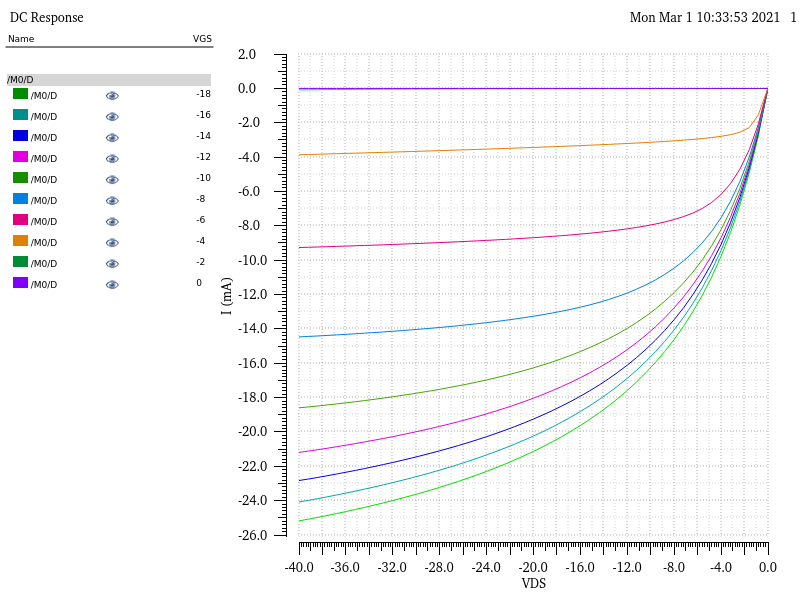 DC Response
Mon Mar 1 10:33:53 2021 1
Name VGS
/M0/D
/M0/D -18
/M0/D -16
/M0/D -14
/M0/D -12
/M0/D -10
/M0/D -8
/M0/D -6
/M0/D -4
/M0/D -2
/M0/D 0
I (mA)
2.0
0.0
-2.0
-4.0
-6.0
-8.0
-10.0
-12.0
-14.0
-16.0
-18.0
-20.0
-22.0
-24.0
-26.0
-40.0 -36.0 -32.0 -28.0 -24.0 -20.0 -16.0 -12.0 -8.0 -4.0 0.0
VDS